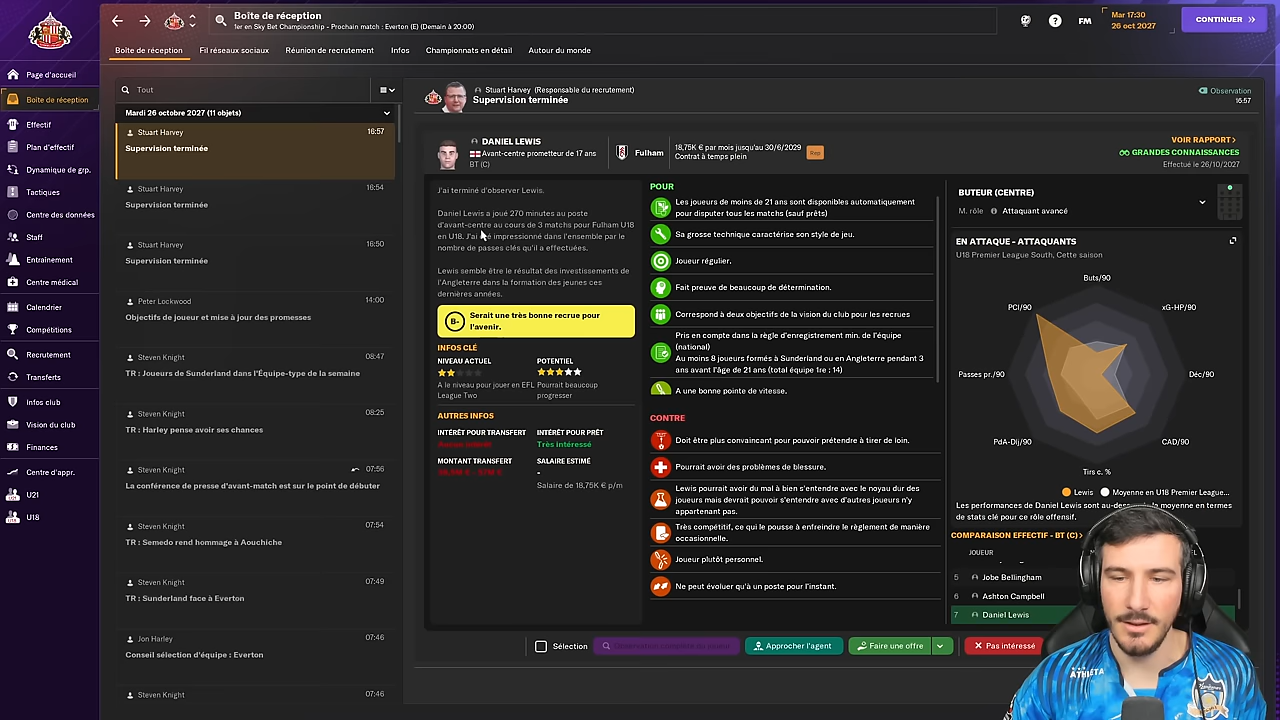 Boîte de réception
1er en Sky Bet Championship - Prochain match : Everton (E) (Demain à 20.00)
FM
Mar 17:30
26 oct 2027
CONTINUER
Boîte de réception
Fil réseaux sociaux
Réunion de recrutement
Infos
Championnats en détail
Autour du monde
Page d'accueil
Boîte de réception
Effectif
Plan d'effectif
Dynamique de grp.
Tactiques
Centre des données
Staff
Entraînement
Centre médical
Calendrier
Compétitions
Recrutement
Transferts
Infos club
Vision du club
Finances
Centre d'appr.
U21
U18
Tout
Mardi 26 octobre 2027 (11 objets)
Stuart Harvey 16:57
Supervision terminée
Stuart Harvey 16:54
Supervision terminée
Stuart Harvey 16:50
Supervision terminée
Peter Lockwood 14:00
Objectifs de joueur et mise à jour des promesses
Steven Knight 08:47
TR : Joueurs de Sunderland dans l'Équipe-type de la semaine
Steven Knight 08:25
TR : Harley pense avoir ses chances
Steven Knight 07:56
La conférence de presse d'avant-match est sur le point de débuter
Steven Knight 07:54
TR : Semedo rend hommage à Aouchiche
Steven Knight 07:49
TR : Sunderland face à Everton
Jon Harley 07:46
Conseil sélection d'équipe : Everton
Steven Knight 07:46
Stuart Harvey (Responsable du recrutement)
Supervision terminée
Observation
16:57
DANIEL LEWIS
Avant-centre prometteur de 17 ans
BT (C)
Fulham
18,75K € par mois jusqu'au 30/6/2029
Contrat à temps plein
Rep
VOIR RAPPORT >
GRANDES CONNAISSANCES
Effectué le 26/10/2027
J'ai terminé d'observer Lewis.
Daniel Lewis a joué 270 minutes au poste
d'avant-centre au cours de 3 matchs pour Fulham U18
en U18. J'ai été impressionné dans l'ensemble par le
nombre de passes clés qu'il a effectuées.
Lewis semble être le résultat des investissements de
l'Angleterre dans la formation des jeunes ces
dernières années.
B-
Serait une très bonne recrue pour
l'avenir.
INFOS CLÉ
NIVEAU ACTUEL POTENTIEL
A le niveau pour jouer en EFL
League Two
Pourrait beaucoup
progresser
AUTRES INFOS
INTÉRÊT POUR TRANSFERT INTÉRÊT POUR PRÊT
Très intéressé
MONTANT TRANSFERT SALAIRE ESTIMÉ
-
Salaire de 18,75K € p/m
POUR
Les joueurs de moins de 21 ans sont disponibles automatiquement
pour disputer tous les matchs (sauf prêts)
Sa grosse technique caractérise son style de jeu.
Joueur régulier.
Fait preuve de beaucoup de détermination.
Correspond à deux objectifs de la vision du club pour les recrues
Pris en compte dans la règle d'enregistrement min. de l'équipe
(national)
Au moins 8 joueurs formés à Sunderland ou en Angleterre pendant 3
ans avant l'âge de 21 ans (total équipe 1re : 14)
A une bonne pointe de vitesse.
CONTRE
Doit être plus convaincant pour pouvoir prétendre à tirer de loin.
Pourrait avoir des problèmes de blessure.
Lewis pourrait avoir du mal à bien s'entendre avec le noyau dur des
joueurs mais devrait pouvoir s'entendre avec d'autres joueurs n'y
appartenant pas.
Très compétitif, ce qui le pousse à enfreindre le règlement de manière
occasionnelle.
Joueur plutôt personnel.
Ne peut évoluer qu'à un poste pour l'instant.
BUTEUR (CENTRE)
M. rôle Attaquant avancé
EN ATTAQUE - ATTAQUANTS
U18 Premier League South, Cette saison
Buts/90
PCl/90
xG-HP/90
Passes pr./90
Déc/90
PdA-DIj/90
CAD/90
Tirs c. %
Lewis
Moyenne en U18 Premier League...
Les performances de Daniel Lewis sont au-dessus de la moyenne en termes
de stats clé pour ce rôle offensif.
COMPARAISON EFFECTIF - BT (C) >
JOUEUR
5 Jobe Bellingham
6 Ashton Campbell
7 Daniel Lewis
Sélection
Approcher l'agent
Faire une offre
Pas intéressé
ATHLETA